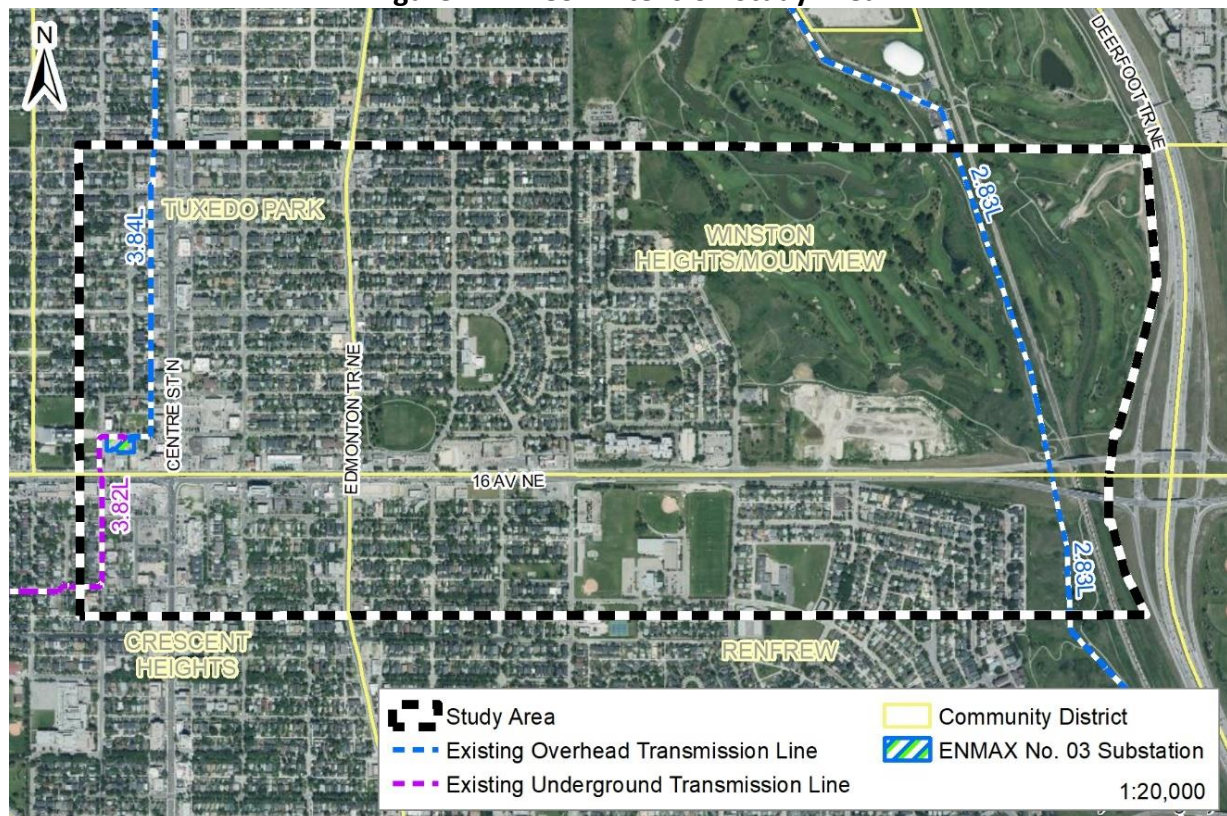 N
DEERFOOT TR NE
3.84L
TUXEDO PARK
2.83L
WINSTON
HEIGHTS/MOUNTVIEW
CENTRE ST N
EDMONTON TR NE
16 AV NE
3.82L
2.83L
CRESCENT
HEIGHTS
RENFREW
Study Area
Community District
Existing Overhead Transmission Line
ENMAX No. 03 Substation
Existing Underground Transmission Line
1:20,000